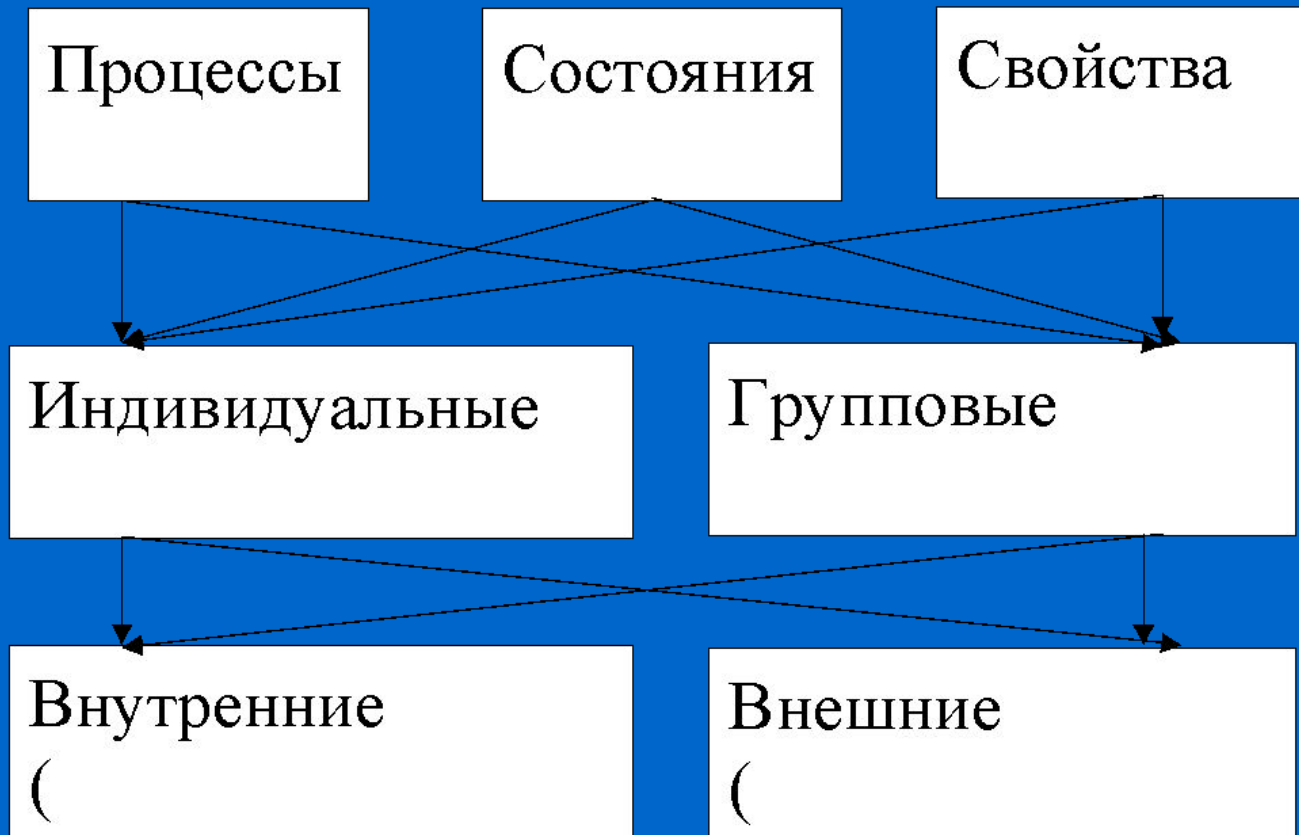 Процессы
Состояния
Свойства
Индивидуальные
Групповые
Внутренние
(
Внешние
(